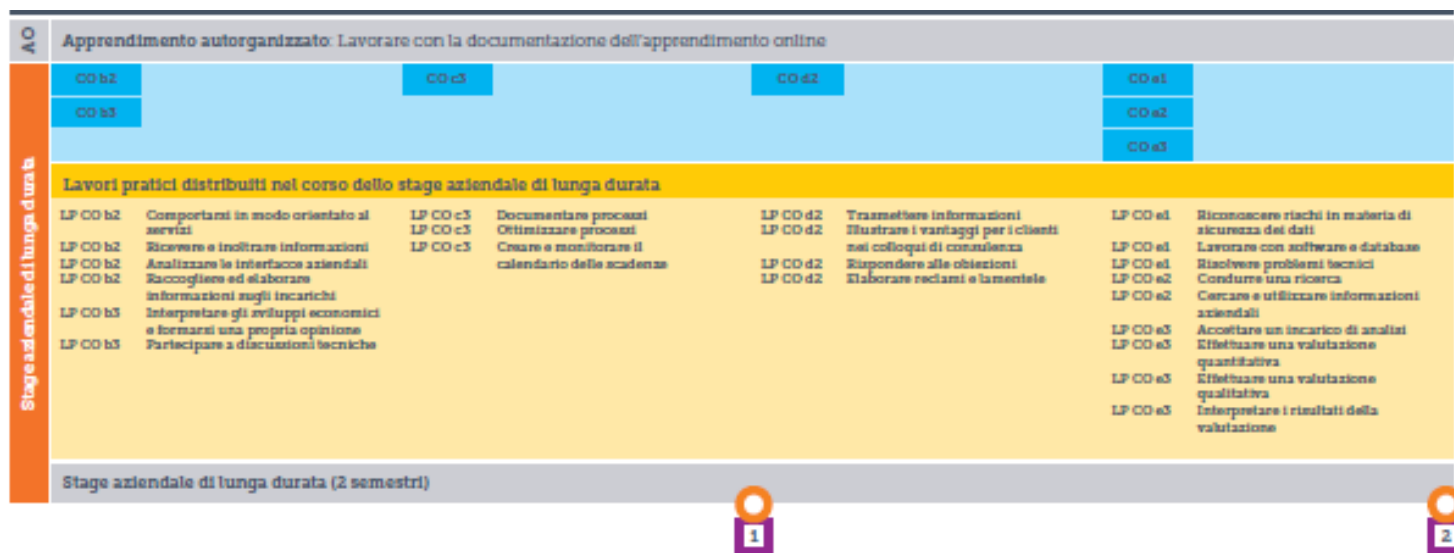 AO
Apprendimento autorganizzato: Lavorare con la documentazione dell'apprendimento online
Stage aziendale di lunga durata
CO b2 CO c3 CO d2 CO e1
CO b3 CO e2
CO e3
Lavori pratici distribuiti nel corso dello stage aziendale di lunga durata
LP CO b2 Comportarsi in modo orientato ai
servizi
LP CO b2 Ricevere e inoltrare informazioni
LP CO b2 Analizzare le interfacce aziendali
LP CO b2 Raccogliere ed elaborare
informazioni sugli incarichi
LP CO b3 Interpretare gli sviluppi economici
e formarsi una propria opinione
LP CO b3 Partecipare a discussioni tecniche
LP CO c3 Documentare processi
LP CO c3 Ottimizzare processi
LP CO c3 Creare e monitorare il
calendario delle scadenze
LP CO d2 Trasmettere informazioni
LP CO d2 Illustrare i vantaggi per i clienti
nei colloqui di consulenza
LP CO d2 Rispondere alle obiezioni
LP CO d2 Elaborare reclami e lamentele
LP CO e1 Riconoscere rischi in materia di
sicurezza dei dati
LP CO e1 Lavorare con software e database
LP CO e1 Risolvere problemi tecnici
LP CO e2 Condurre una ricerca
LP CO e2 Cercare e utilizzare informazioni
aziendali
LP CO e3 Accettare un incarico di analisi
LP CO e3 Effettuare una valutazione
quantitativa
LP CO e3 Effettuare una valutazione
qualitativa
LP CO e3 Interpretare i risultati della
valutazione
Stage aziendale di lunga durata (2 semestri)
1 2